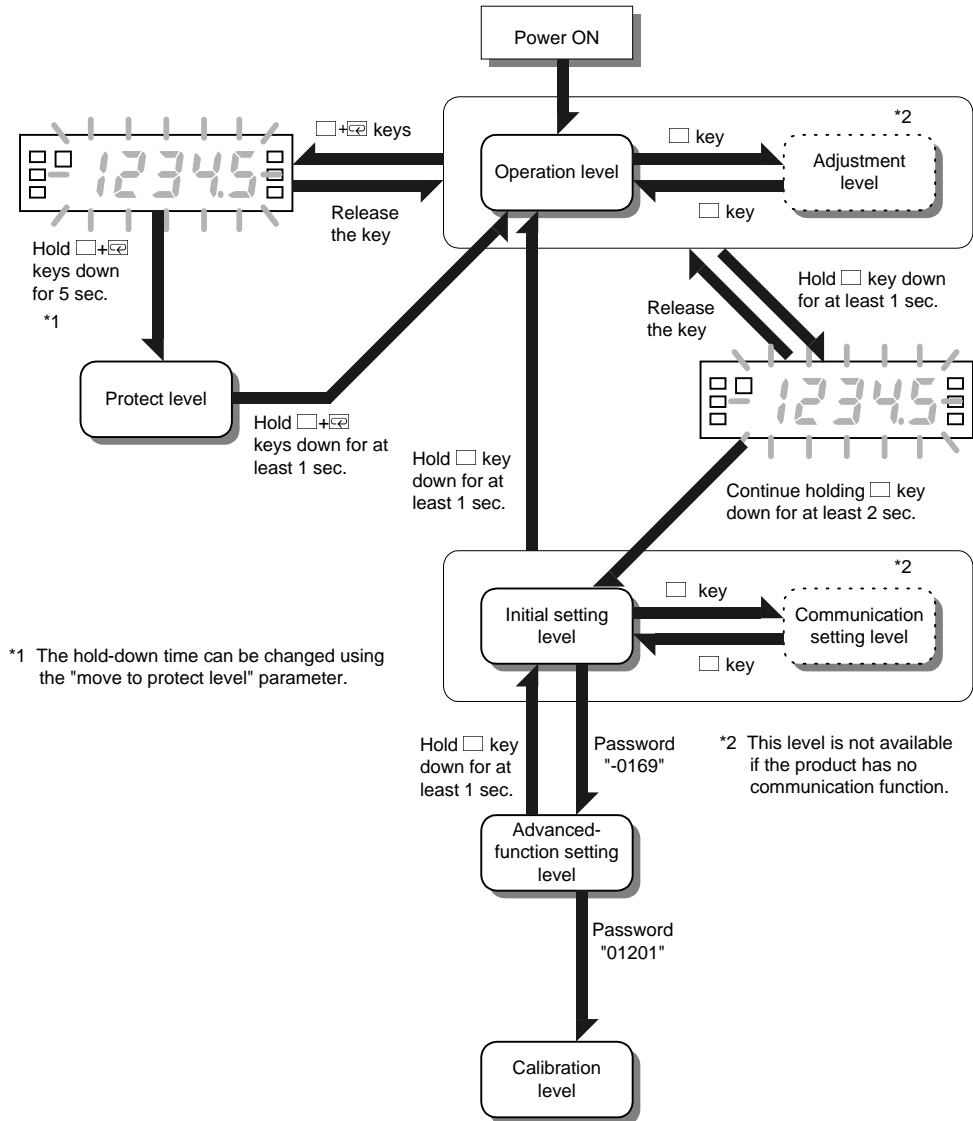 Power ON
*2
□+ keys
□ key
Operation level
Adjustment
level
12345
Release
the key
□ key
Hold □+
keys down
for 5 sec.
*1
Hold □ key down
for at least 1 sec.
Release
the key
Protect level
1234.5
Hold □+
keys down for at
least 1 sec.
Hold □ key
down for at
least 1 sec.
Continue holding □ key
down for at least 2 sec.
*2
□ key
Initial setting
level
Communication
setting level
□ key
*1 The hold-down time can be changed using
the "move to protect level" parameter.
Hold □ key
down for at
least 1 sec.
Password
"-0169"
*2 This level is not available
if the product has no
communication function.
Advanced-
function setting
level
Password
"01201"
Calibration
level